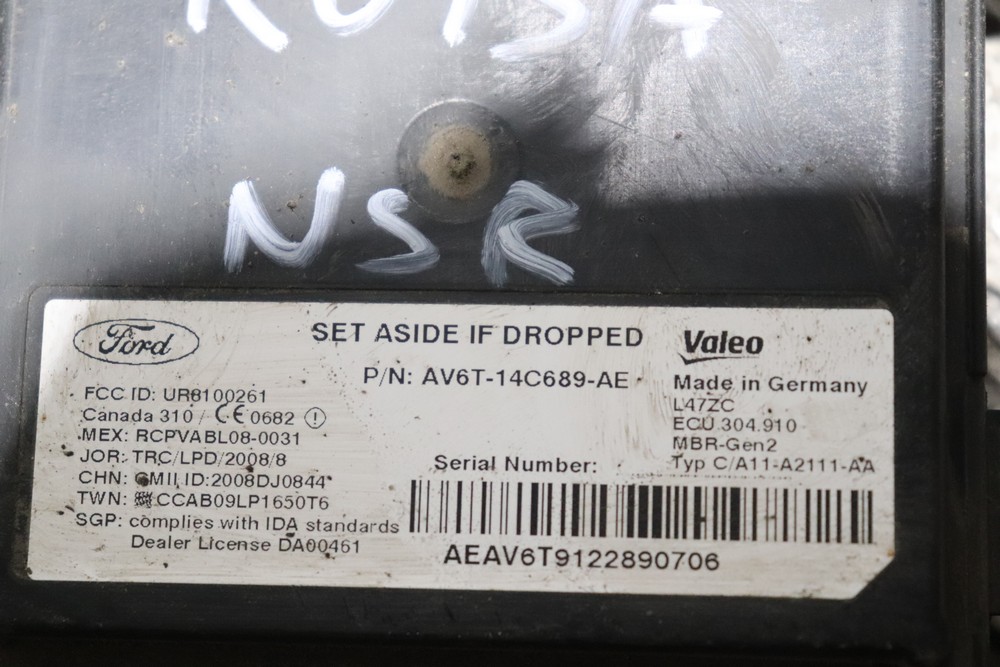 NSR
Ford
SET ASIDE IF DROPPED
Valeo
P/N: AV6T-14C689-AE
Made in Germany
L47ZC
ECU 304.910
MBR-Gen2
Typ C/A11-A2111-AA
FCC ID: UR8100261
Canada 310 / CE 0682
MEX: RCPVABL08-0031
JOR: TRC/LPD/2008/8
CHN: CMII ID:2008DJ0844
TWN: CCAB09LP1650T6
SGP: complies with IDA standards
Dealer License DA00461
Serial Number:
AEAV6T9122890706